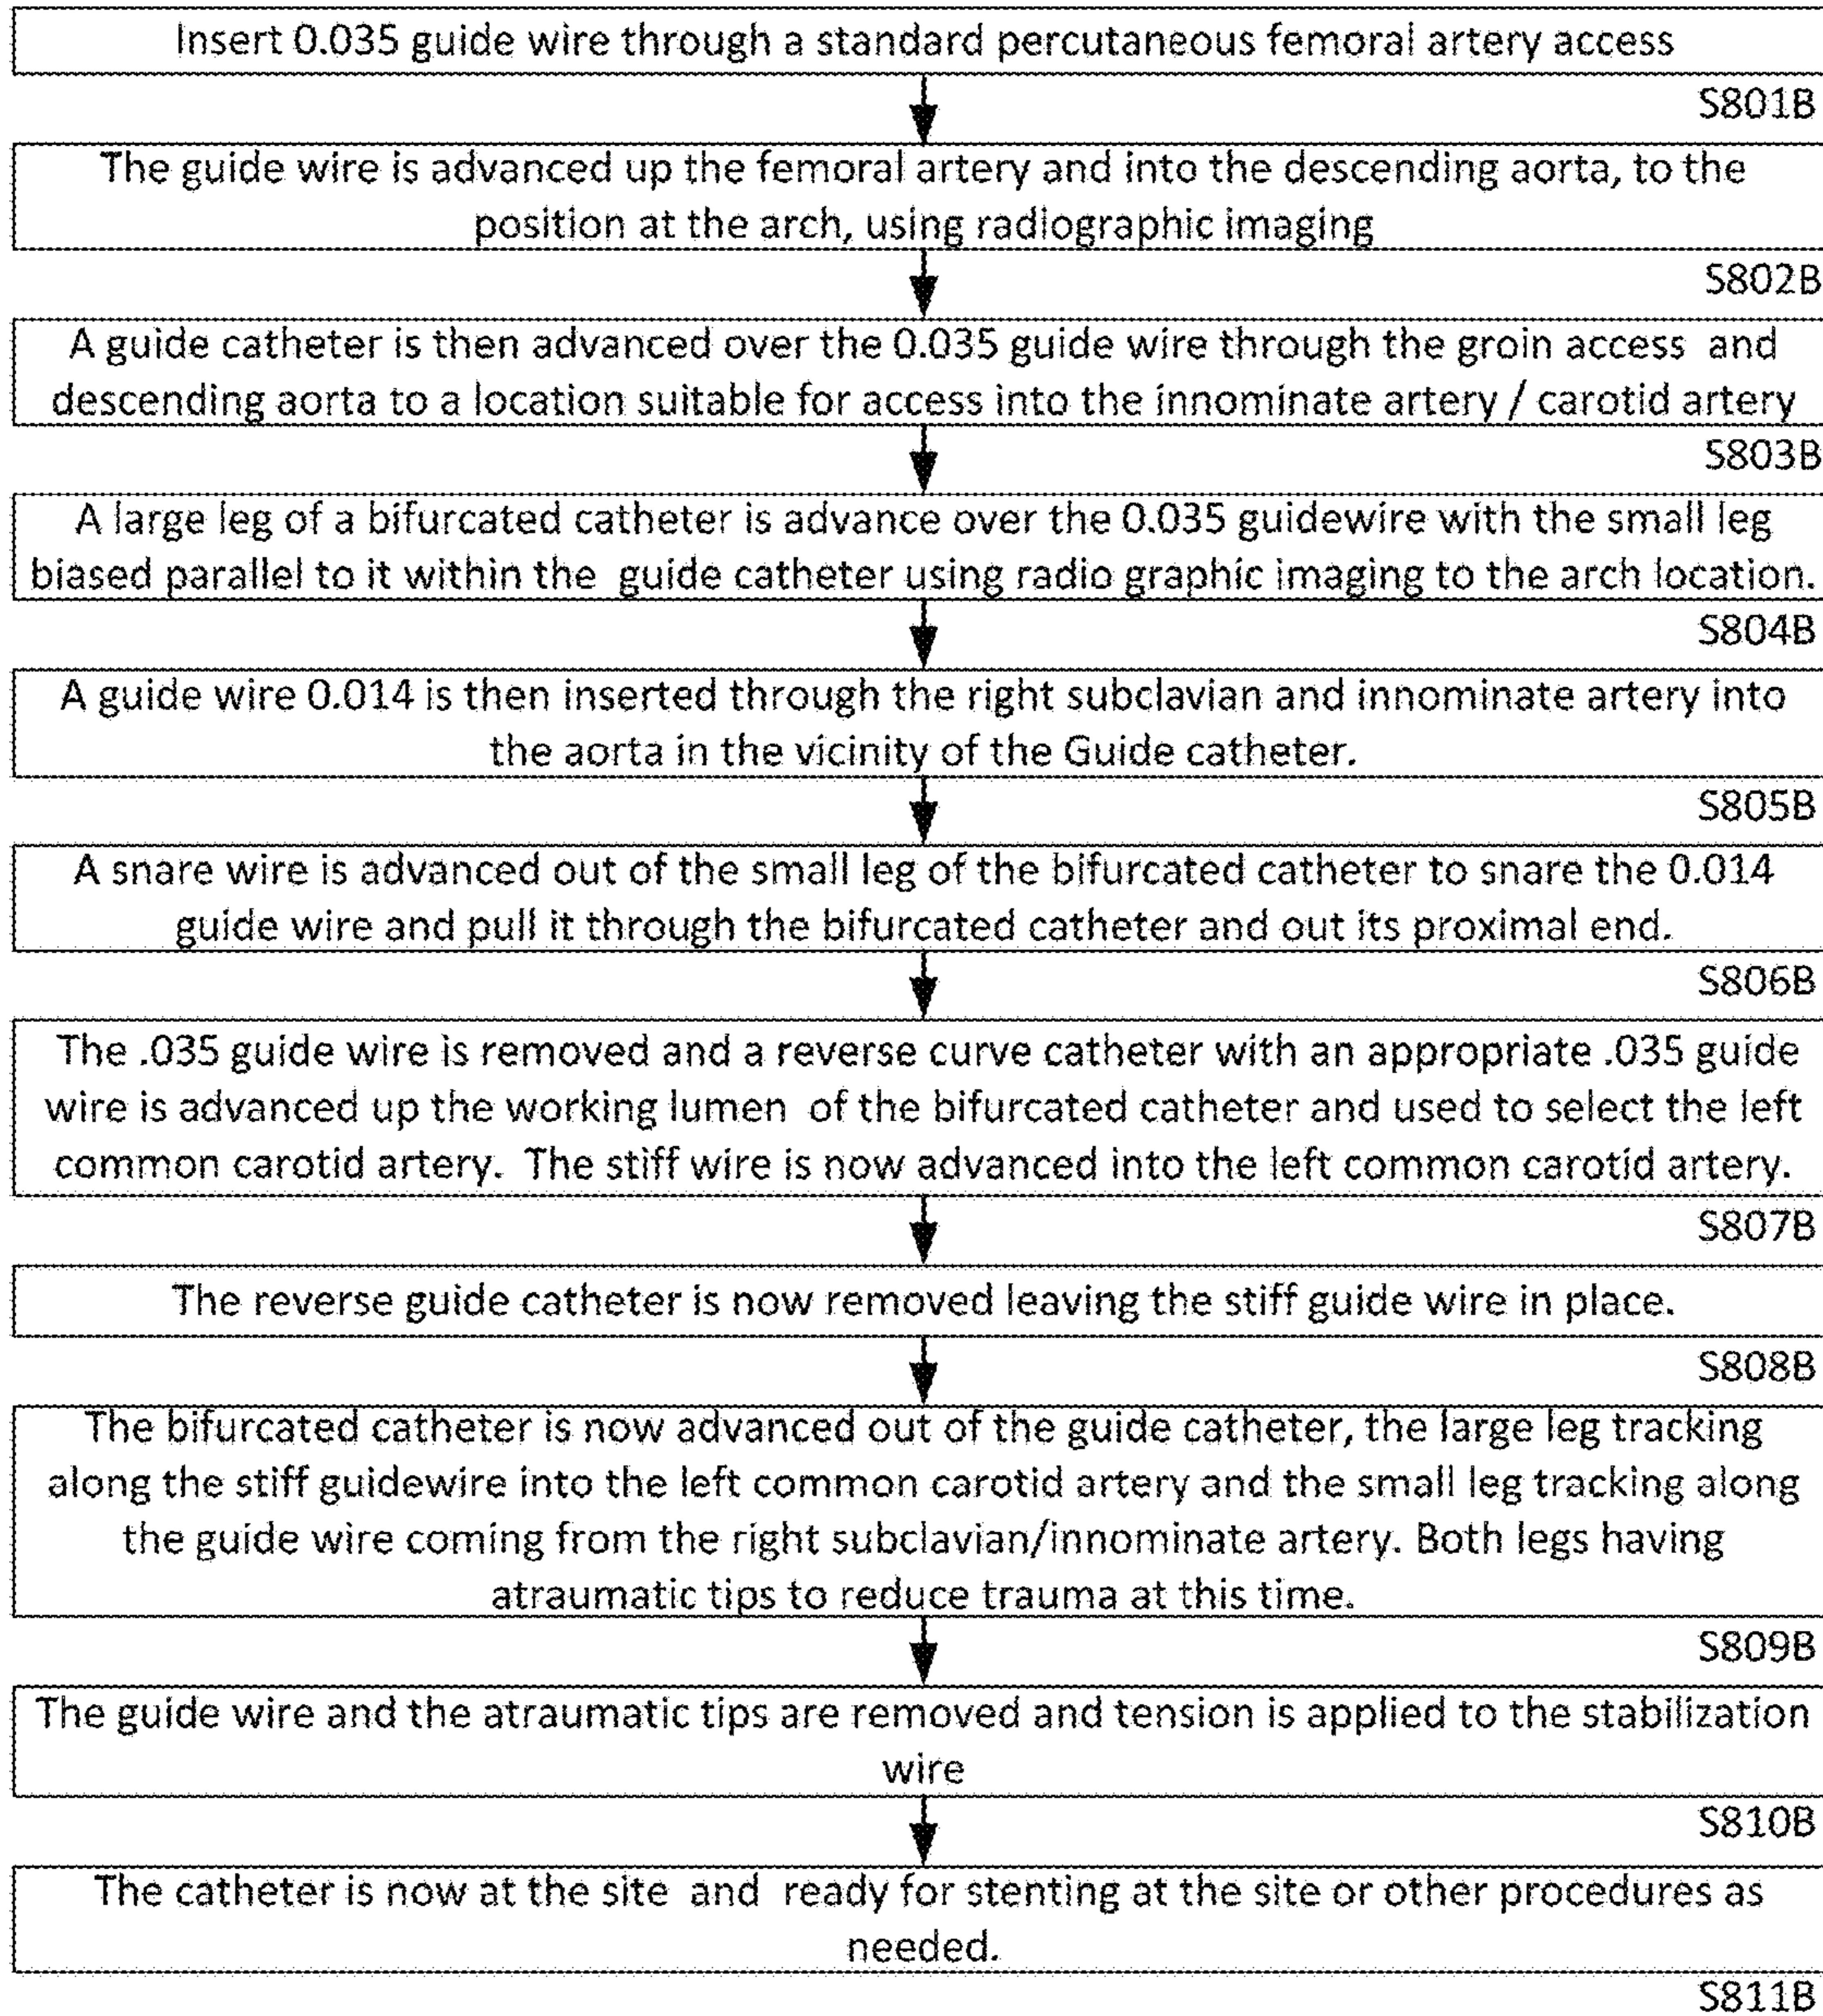 Insert 0.035 guide wire through a standard percutaneous femoral artery access
S801B
The guide wire is advanced up the femoral artery and into the descending aorta, to the
position at the arch, using radiographic imaging
S802B
A guide catheter is then advanced over the 0.035 guide wire through the groin access and
descending aorta to a location suitable for access into the innominate artery / carotid artery
S803B
A large leg of a bifurcated catheter is advance over the 0.035 guidewire with the small leg
biased parallel to it within the guide catheter using radio graphic imaging to the arch location.
S804B
A guide wire 0.014 is then inserted through the right subclavian and innominate artery into
the aorta in the vicinity of the Guide catheter.
S805B
A snare wire is advanced out of the small leg of the bifurcated catheter to snare the 0.014
guide wire and pull it through the bifurcated catheter and out its proximal end.
S806B
The .035 guide wire is removed and a reverse curve catheter with an appropriate .035 guide
wire is advanced up the working lumen of the bifurcated catheter and used to select the left
common carotid artery. The stiff wire is now advanced into the left common carotid artery.
S807B
The reverse guide catheter is now removed leaving the stiff guide wire in place.
S808B
The bifurcated catheter is now advanced out of the guide catheter, the large leg tracking
along the stiff guidewire into the left common carotid artery and the small leg tracking along
the guide wire coming from the right subclavian/innominate artery. Both legs having
atraumatic tips to reduce trauma at this time.
S809B
The guide wire and the atraumatic tips are removed and tension is applied to the stabilization
wire
S810B
The catheter is now at the site and ready for stenting at the site or other procedures as
needed.
S811B